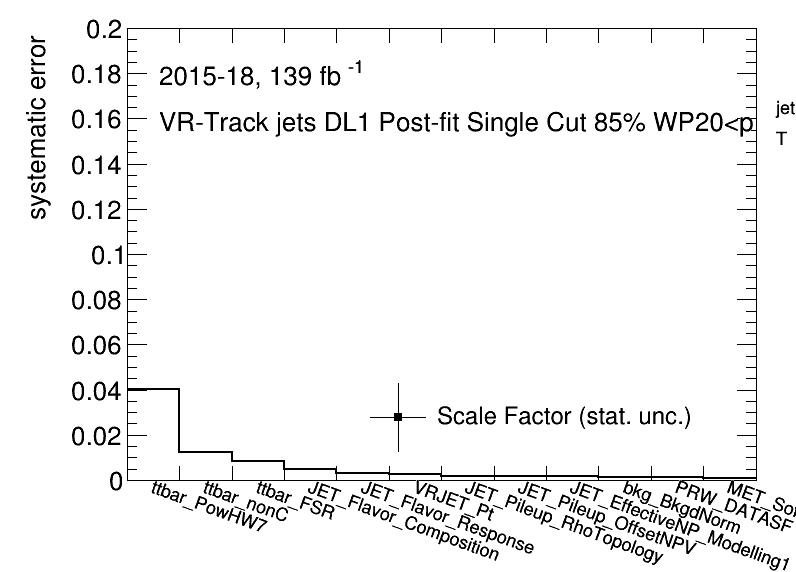 systematic error
0.2
0.18
0.16
0.14
0.12
0.1
0.08
0.06
0.04
0.02
0
2015-18, 139 fb -1
VR-Track jets DL1 Post-fit Single Cut 85% WP20<p jet T
Scale Factor (stat. unc.)
ttbar_PowHW7
ttbar_nonC
ttbar_FSR
JET_Flavor_Composition
JET_Flavor_Response
VRJET_Pt
JET_Pileup_RhoTopology
JET_Pileup_OffsetNPV
JET_EffectiveNP_Modelling1
bkg_BkgdNorm
PRW_DATASF